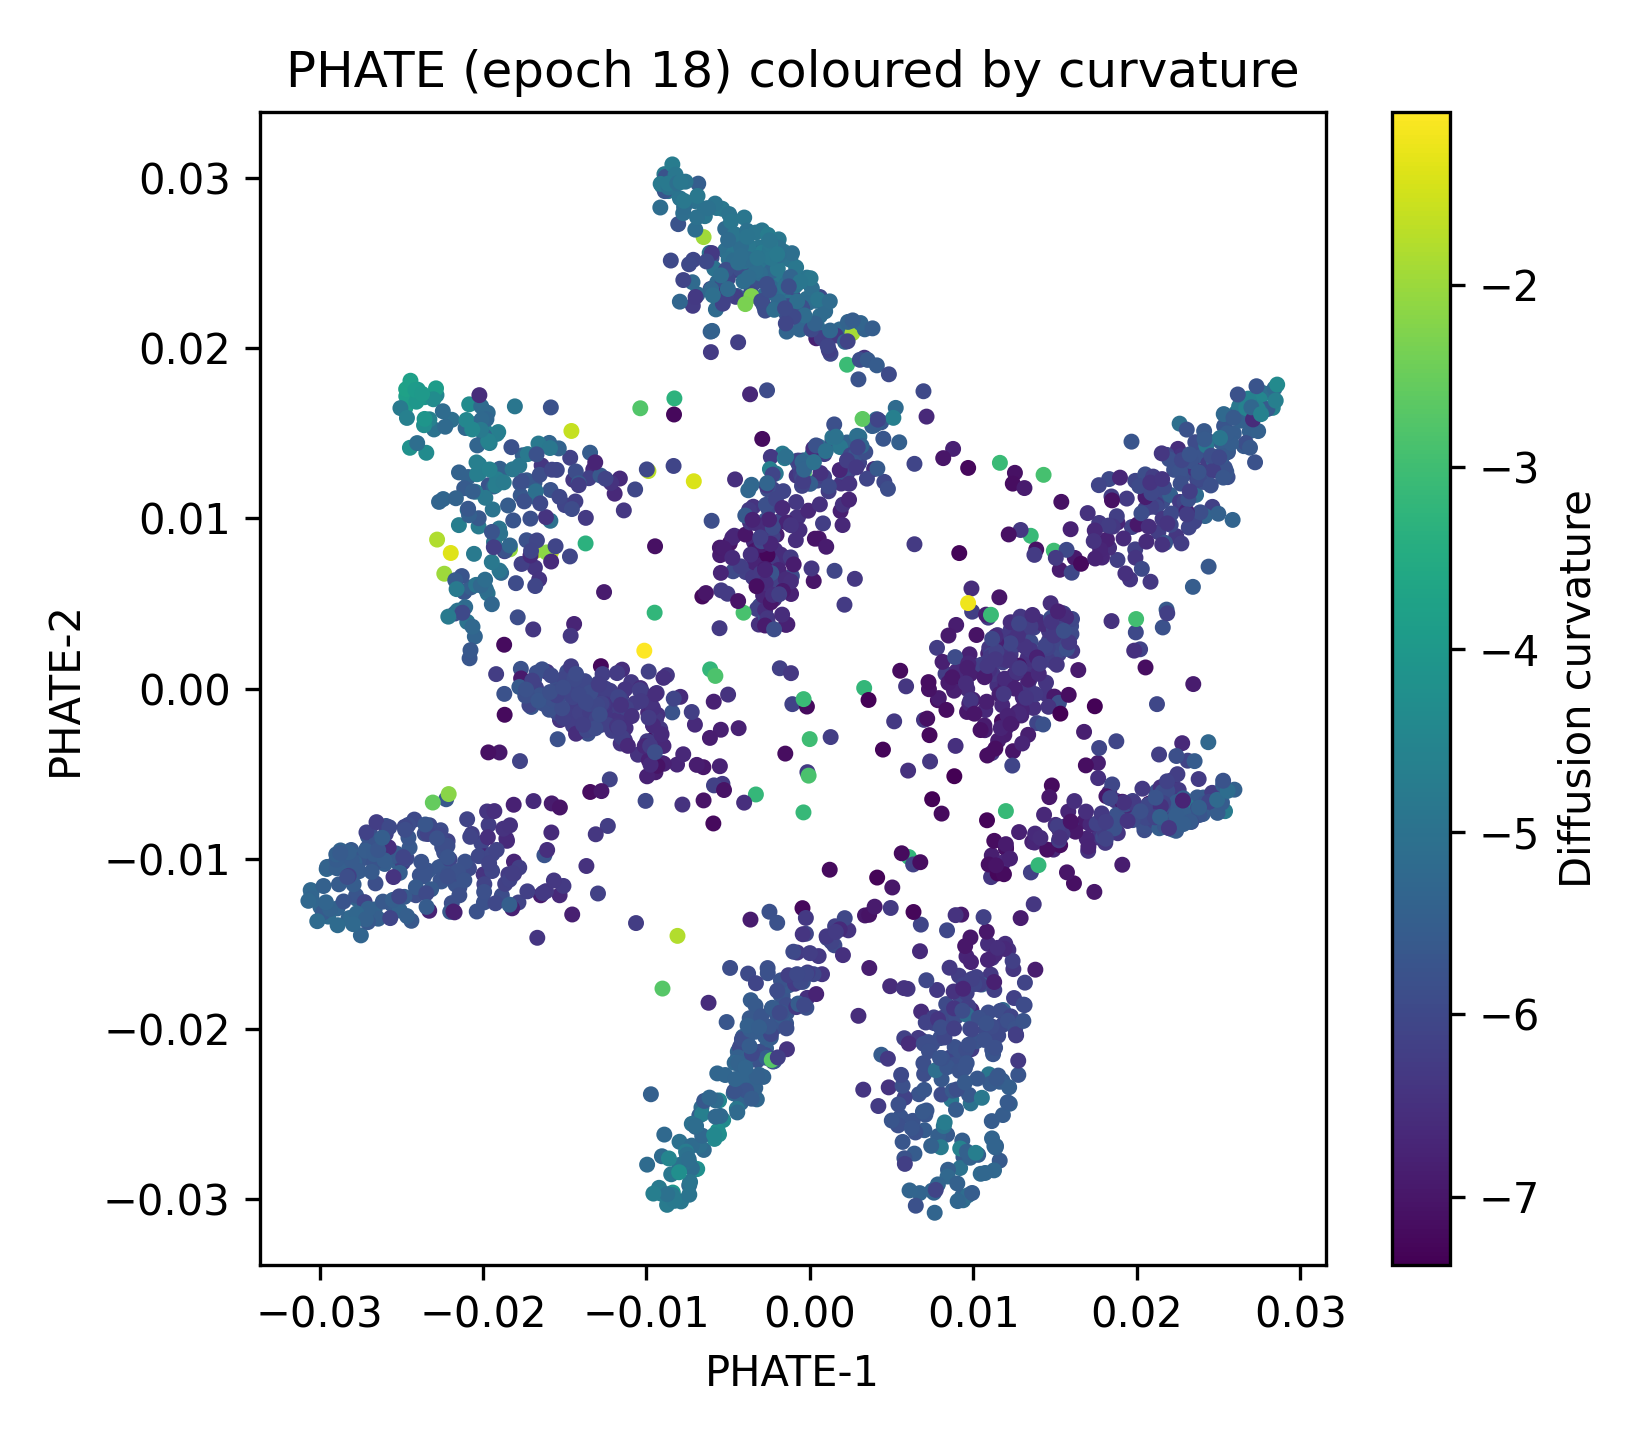 PHATE (epoch 18) coloured by curvature
0.03
0.02
0.01
0.00
−0.01
−0.02
−0.03
PHATE-2
−0.03 −0.02 −0.01 0.00 0.01 0.02 0.03
PHATE-1
−2
−3
−4
−5
−6
−7
Diffusion curvature